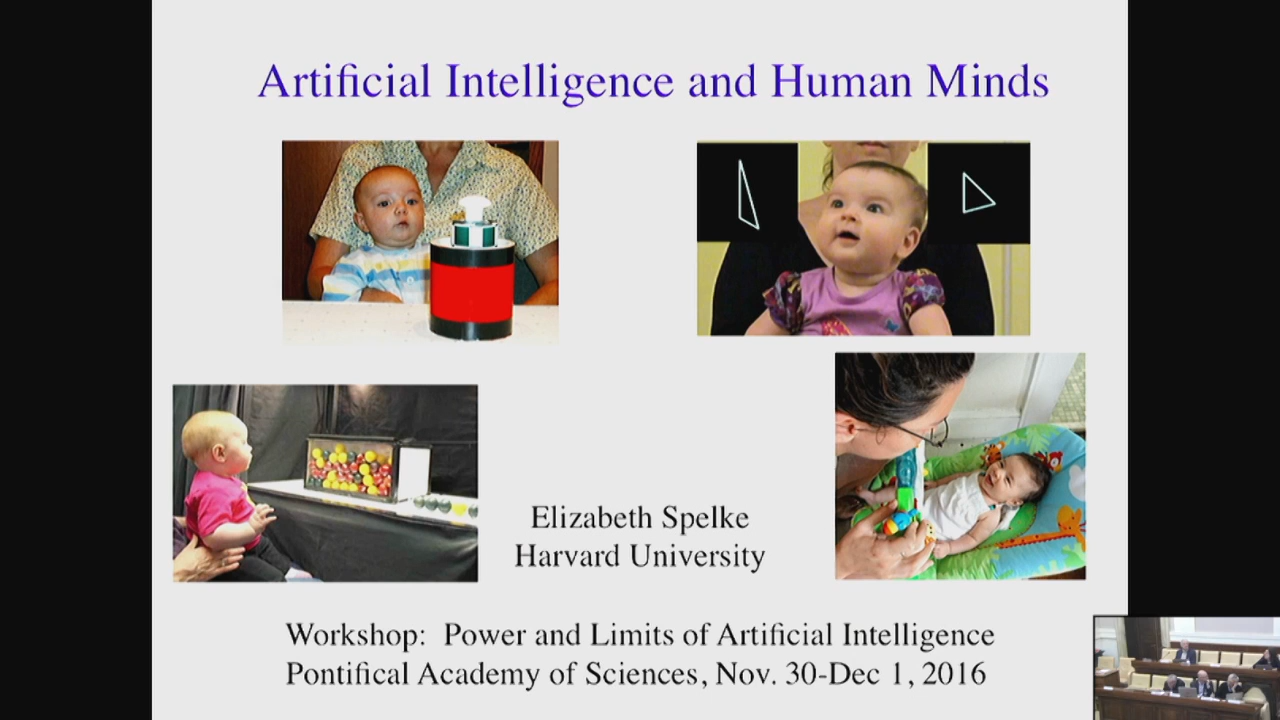 Artificial Intelligence and Human Minds
Elizabeth Spelke
Harvard University
Workshop: Power and Limits of Artificial Intelligence
Pontifical Academy of Sciences, Nov. 30-Dec 1, 2016